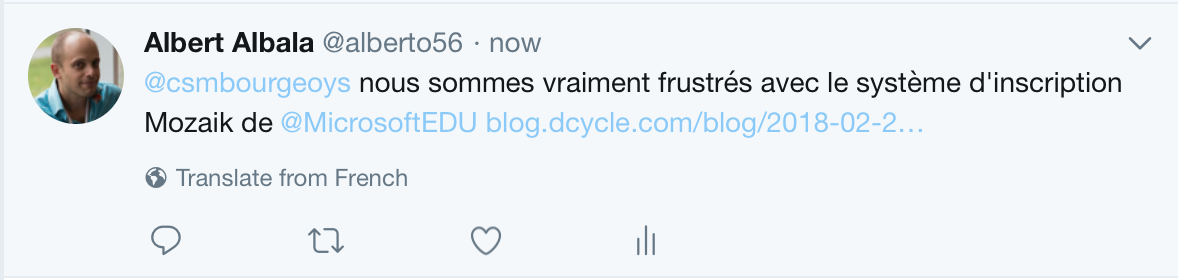 Albert Albala @alberto56 · now
@csmbourgeoys nous sommes vraiment frustrés avec le système d'inscription
Mozaik de @MicrosoftEDU blog.dcycle.com/blog/2018-02-2…
Translate from French